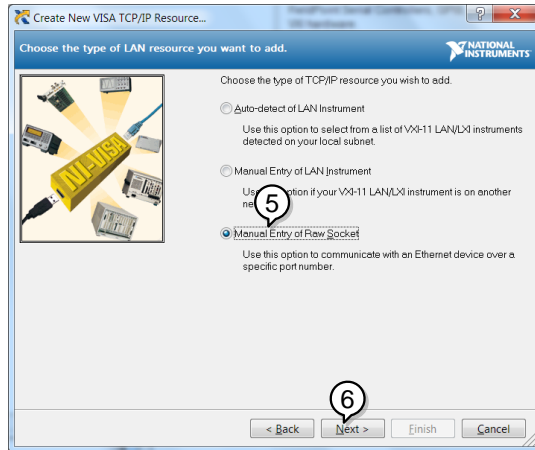 Create New VISA TCP/IP Resource...
Choose the type of LAN resource you want to add.
NATIONAL
INSTRUMENTS
Choose the type of TCP/IP resource you wish to add.
Auto-detect of LAN Instrument
Use this option to select from a list of VXI-11 LAN/LXI instruments
detected on your local subnet.
Manual Entry of LAN Instrument
option if your VXI-11 LAN/LXI instrument is on another
5
Manual Entry of Raw Socket
Use this option to communicate with an Ethernet device over a
specific port number.
NI-VISA
6
< Back
Next >
Finish
Cancel